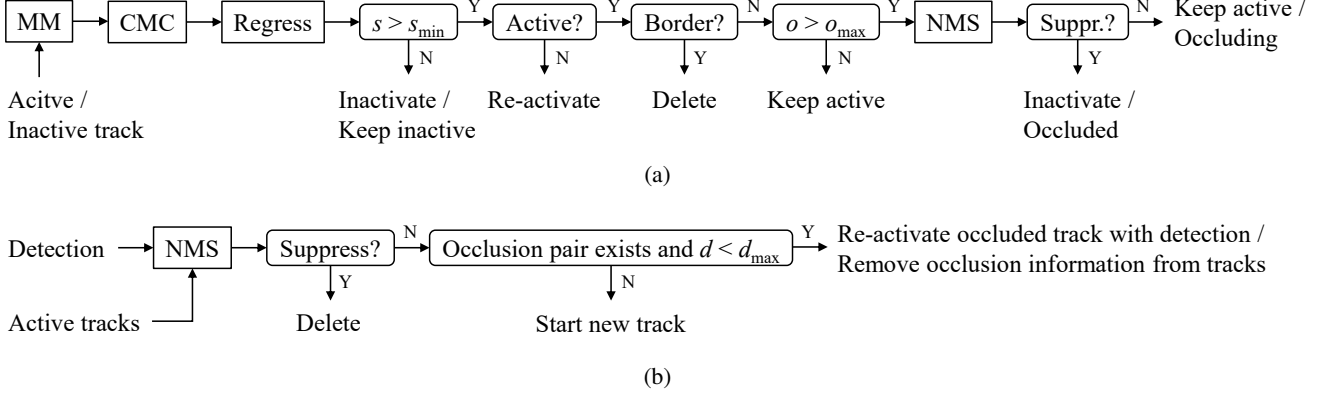 MM
CMC
Regress
s > s_min
Y
Active?
Y
Border?
N
o > o_max
Y
NMS
Suppr.?
N
Keep active /
Occluding
N
N
Y
N
Y
Acitve /
Inactive track
Inactivate /
Keep inactive
Re-activate
Delete
Keep active
Inactivate /
Occluded
(a)
Detection
NMS
Suppress?
N
Occlusion pair exists and d < d_max
Y
Re-activate occluded track with detection /
Remove occlusion information from tracks
Y
N
Active tracks
Delete
Start new track
(b)